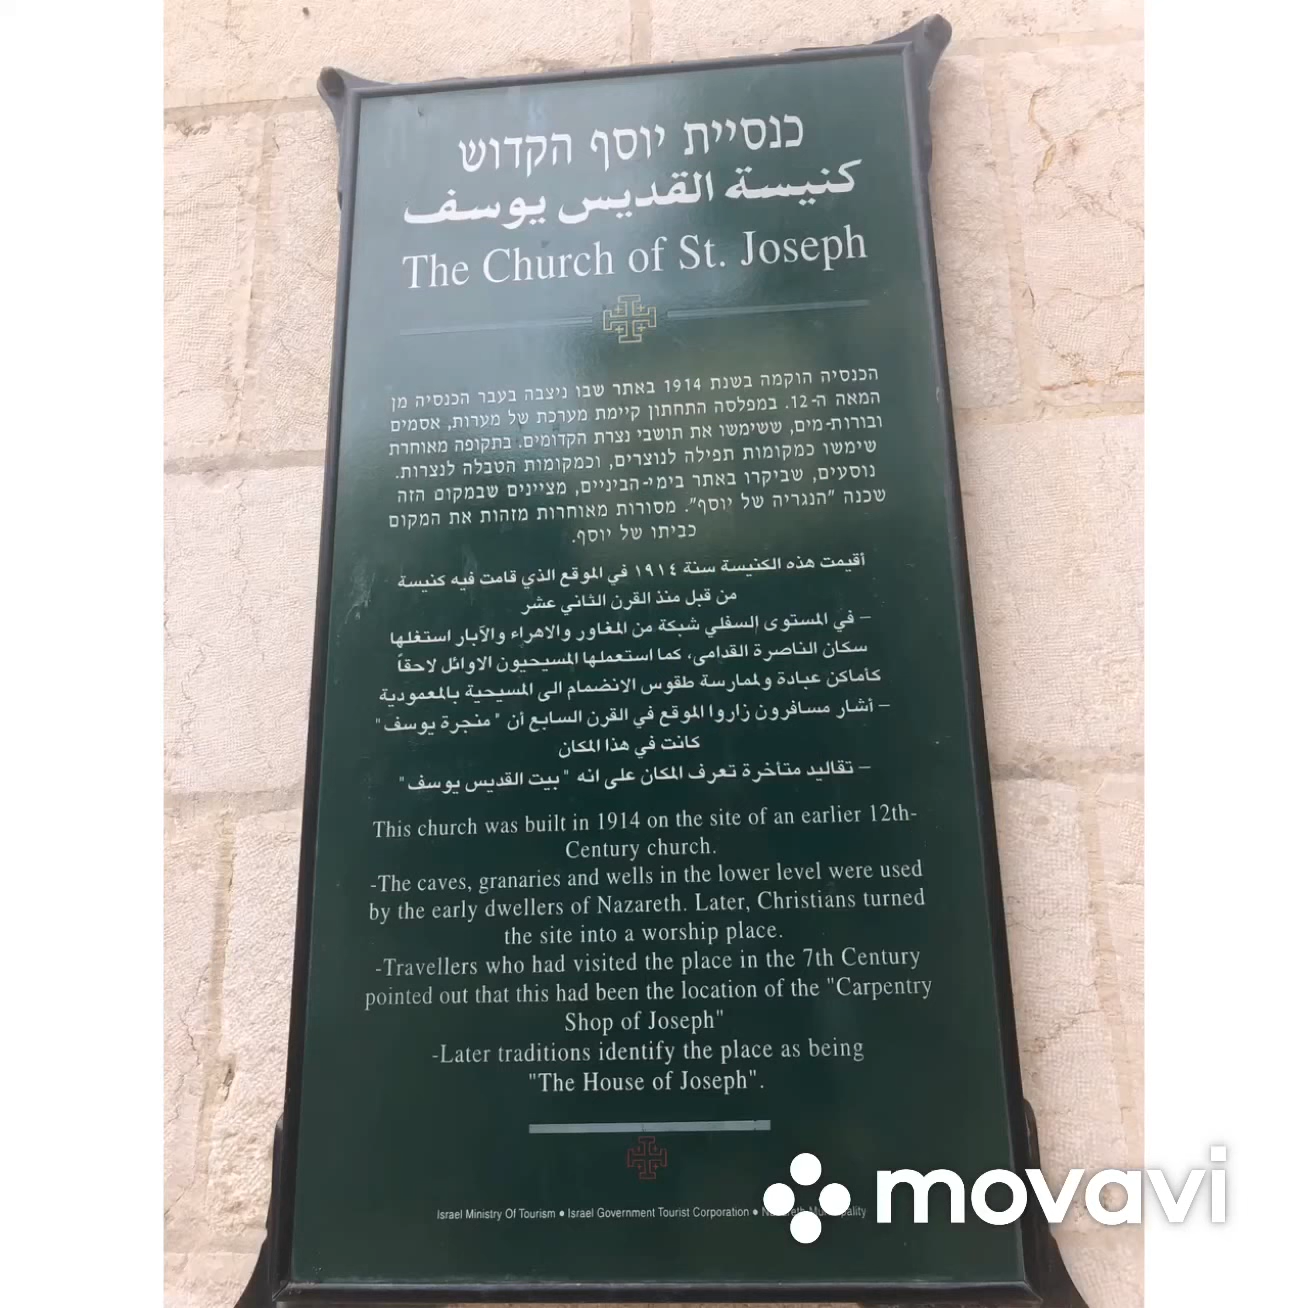 כנסיית יוסף הקדוש
كنيسة القديس يوسف
The Church of St. Joseph
הכנסיה הוקמה בשנת 1914 באתר שבו ניצבה בעבר הכנסיה מן
המאה ה-12. במפלסה התחתון קיימת מערכת של מערות, אסמים
ובורות-מים, ששימשו את תושבי נצרת הקדומים. בתקופה מאוחרת
שימשו כמקומות תפילה לנוצרים, וכמקומות הטבלה לנצרות.
נוסעים, שביקרו באתר בימי-הביניים, מציינים שבמקום הזה
שכנה "הנגריה של יוסף". מסורות מאוחרות מזהות את המקום
כביתו של יוסף.
أقيمت هذه الكنيسة سنة ١٩١٤ في الموقع الذي قامت فيه كنيسة
من قبل منذ القرن الثاني عشر
– في المستوى السفلي شبكة من المغاور والاهراء والآبار استغلها
سكان الناصرة القدامى، كما استعملها المسيحيون الاوائل لاحقاً
كأماكن عبادة ولممارسة طقوس الانضمام الى المسيحية بالمعمودية
– أشار مسافرون زاروا الموقع في القرن السابع أن " منجرة يوسف "
كانت في هذا المكان
– تقاليد متأخرة تعرف المكان على انه " بيت القديس يوسف "
This church was built in 1914 on the site of an earlier 12th-
Century church.
-The caves, granaries and wells in the lower level were used
by the early dwellers of Nazareth. Later, Christians turned
the site into a worship place.
-Travellers who had visited the place in the 7th Century
pointed out that this had been the location of the "Carpentry
Shop of Joseph"
-Later traditions identify the place as being
"The House of Joseph".
Israel Ministry Of Tourism ● Israel Government Tourist Corporation ● Nazareth Municipality
movavi